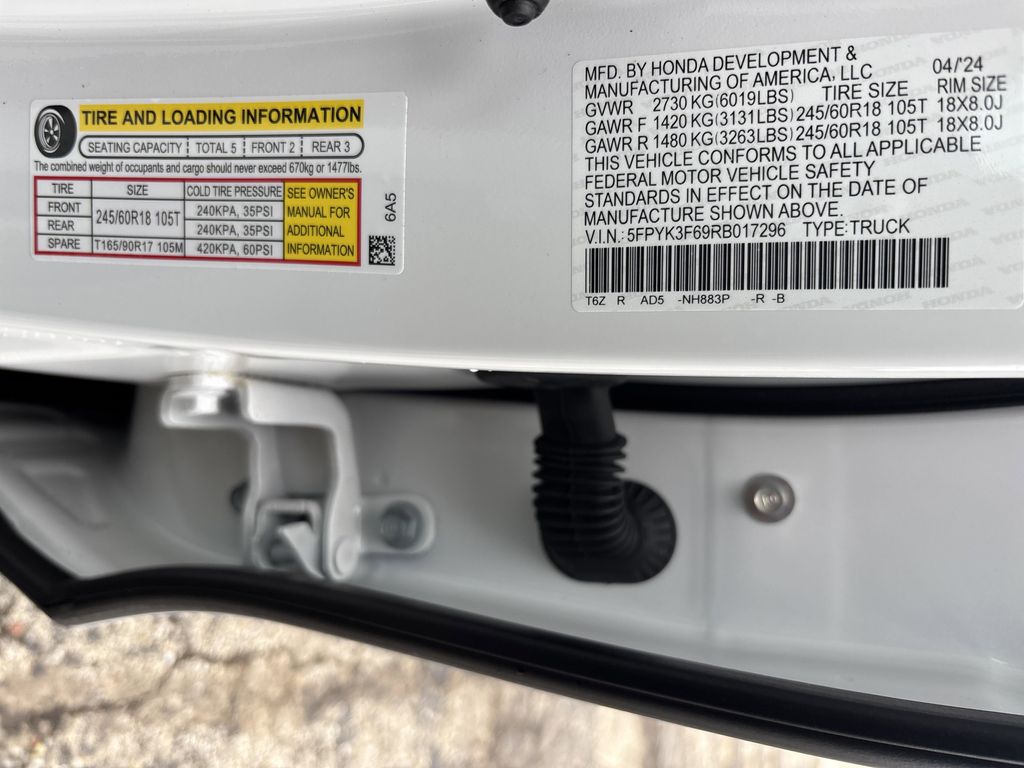 TIRE AND LOADING INFORMATION
SEATING CAPACITY TOTAL 5 FRONT 2 REAR 3
The combined weight of occupants and cargo should never exceed 670kg or 1477lbs.
TIRE SIZE COLD TIRE PRESSURE SEE OWNER'S
FRONT 245/60R18 105T 240KPA, 35PSI MANUAL FOR
REAR 240KPA, 35PSI ADDITIONAL
SPARE T165/90R17 105M 420KPA, 60PSI INFORMATION
6A5
MFD. BY HONDA DEVELOPMENT &
MANUFACTURING OF AMERICA, LLC 04/'24
GVWR 2730 KG(6019LBS) TIRE SIZE RIM SIZE
GAWR F 1420 KG(3131LBS) 245/60R18 105T 18X8.0J
GAWR R 1480 KG(3263LBS) 245/60R18 105T 18X8.0J
THIS VEHICLE CONFORMS TO ALL APPLICABLE
FEDERAL MOTOR VEHICLE SAFETY
STANDARDS IN EFFECT ON THE DATE OF
MANUFACTURE SHOWN ABOVE.
V.I.N.: 5FPYK3F69RB017296 TYPE:TRUCK
T6Z R AD5 -NH883P -R -B